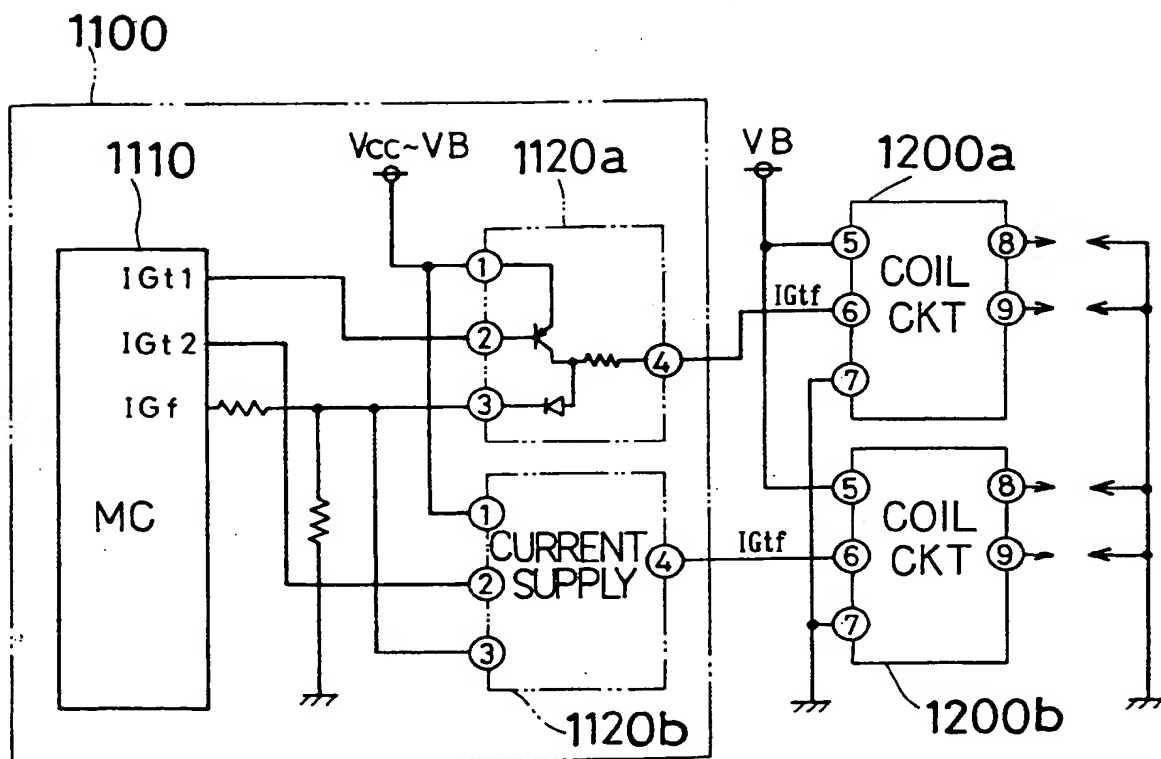 1100
1110
Vcc~VB
1120a
VB
1200a
IGt1
IGt2
IGf
MC
①
②
③
④
IGtf
⑤
⑥
⑦
COIL
CKT
⑧
⑨
①
②
③
CURRENT
SUPPLY
④
IGtf
⑤
⑥
⑦
COIL
CKT
⑧
⑨
1120b
1200b